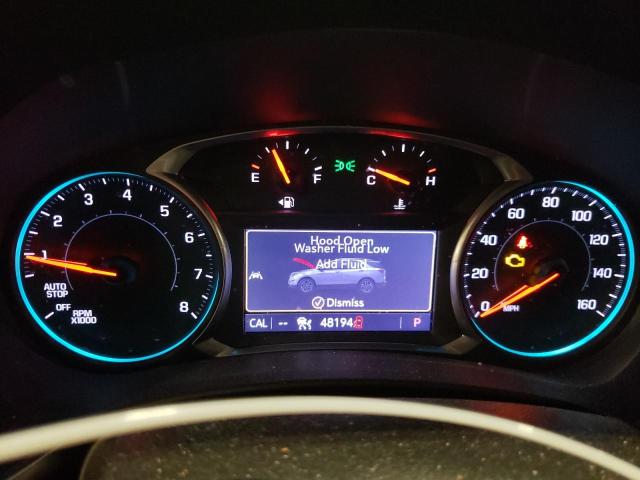 E F C H
1 2 3 4 5 6 7 8
AUTO
STOP
OFF
RPM
X1000
Hood Open
Washer Fluid Low
Add Fluid
Dismiss
CAL -- 48194 P
0 20 40 60 80 100 120 140 160
MPH